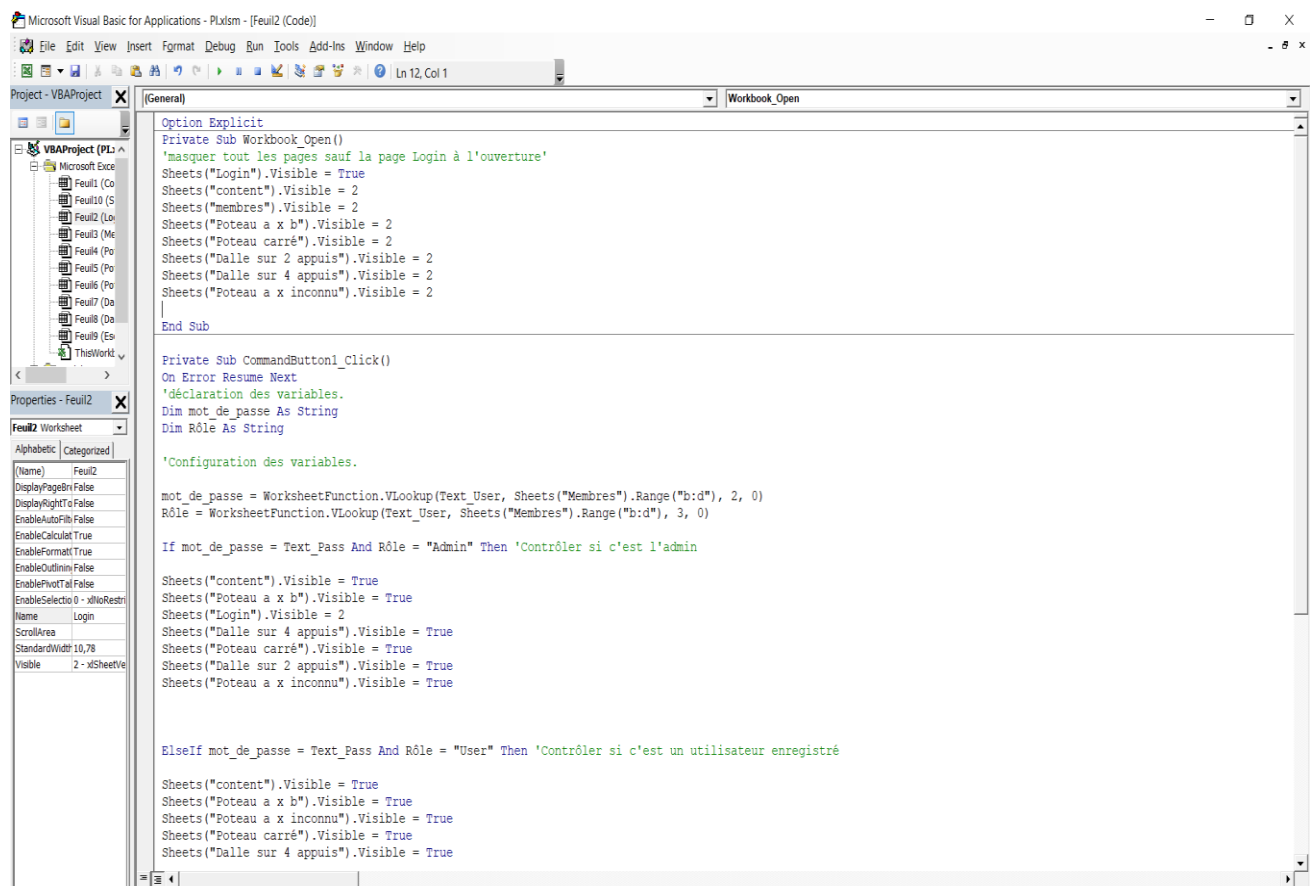 Microsoft Visual Basic for Applications - Pl.xlsm - [Feuil2 (Code)]
File Edit View Insert Format Debug Run Tools Add-Ins Window Help
Ln 12, Col 1
Project - VBAProject
(General)
Workbook_Open
VBAProject (Pl.:
Microsoft Exce
Feuil1 (Co
Feuil10 (S
Feuil2 (Lo
Feuil3 (Me
Feuil4 (Po
Feuil5 (Po
Feuil6 (Po
Feuil7 (Da
Feuil8 (Da
Feuil9 (Es
ThisWork
Properties - Feuil2
Feuil2 Worksheet
Alphabetic Categorized
(Name) Feuil2
DisplayPageBr False
DisplayRightTo False
EnableAutoFilt False
EnableCalculat True
EnableFormat True
EnableOutlinin False
EnablePivotTal False
EnableSelectio 0 - xlNoRestri
Name Login
ScrollArea
StandardWidth 10,78
Visible 2 - xlSheetVe
Option Explicit
Private Sub Workbook_Open()
'masquer tout les pages sauf la page Login à l'ouverture'
Sheets("Login").Visible = True
Sheets("content").Visible = 2
Sheets("membres").Visible = 2
Sheets("Poteau a x b").Visible = 2
Sheets("Poteau carré").Visible = 2
Sheets("Dalle sur 2 appuis").Visible = 2
Sheets("Dalle sur 4 appuis").Visible = 2
Sheets("Poteau a x inconnu").Visible = 2
End Sub
Private Sub CommandButton1_Click()
On Error Resume Next
'déclaration des variables.
Dim mot_de_passe As String
Dim Rôle As String
'Configuration des variables.
mot_de_passe = WorksheetFunction.VLookup(Text_User, Sheets("Membres").Range("b:d"), 2, 0)
Rôle = WorksheetFunction.VLookup(Text_User, Sheets("Membres").Range("b:d"), 3, 0)
If mot_de_passe = Text_Pass And Rôle = "Admin" Then 'Contrôler si c'est l'admin
Sheets("content").Visible = True
Sheets("Poteau a x b").Visible = True
Sheets("Login").Visible = 2
Sheets("Dalle sur 4 appuis").Visible = True
Sheets("Poteau carré").Visible = True
Sheets("Dalle sur 2 appuis").Visible = True
Sheets("Poteau a x inconnu").Visible = True
ElseIf mot_de_passe = Text_Pass And Rôle = "User" Then 'Contrôler si c'est un utilisateur enregistré
Sheets("content").Visible = True
Sheets("Poteau a x b").Visible = True
Sheets("Poteau a x inconnu").Visible = True
Sheets("Poteau carré").Visible = True
Sheets("Dalle sur 4 appuis").Visible = True